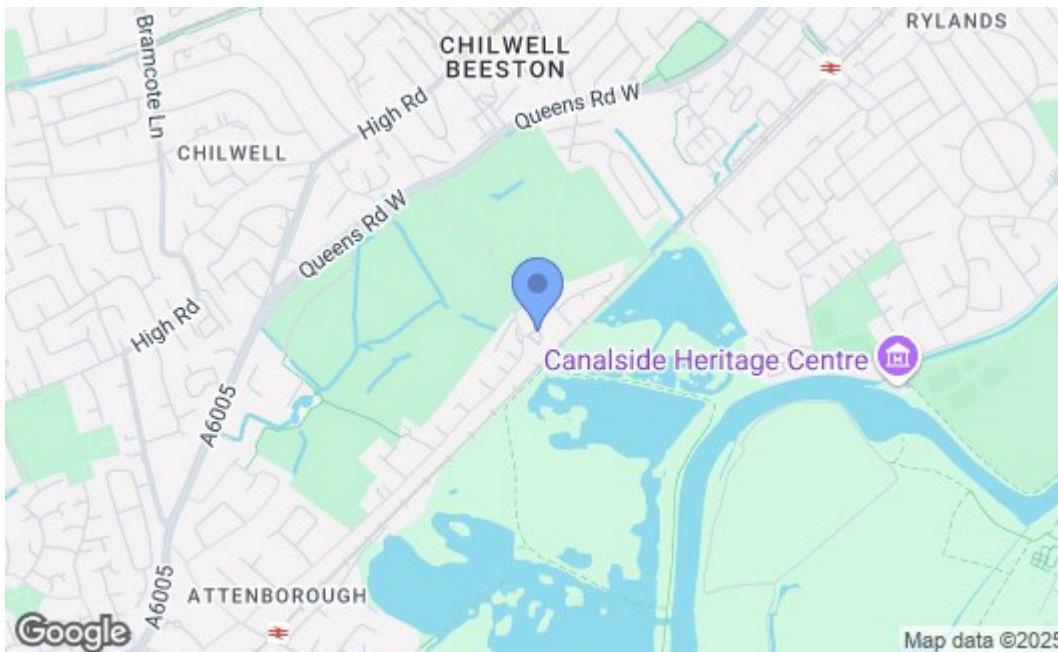 RYLANDS
CHILWELL
BEESTON
Bramcote Ln
High Rd
Queens Rd W
CHILWELL
Queens Rd W
High Rd
Canalside Heritage Centre
A6005
A6005
ATTENBOROUGH
Google
Map data ©2025